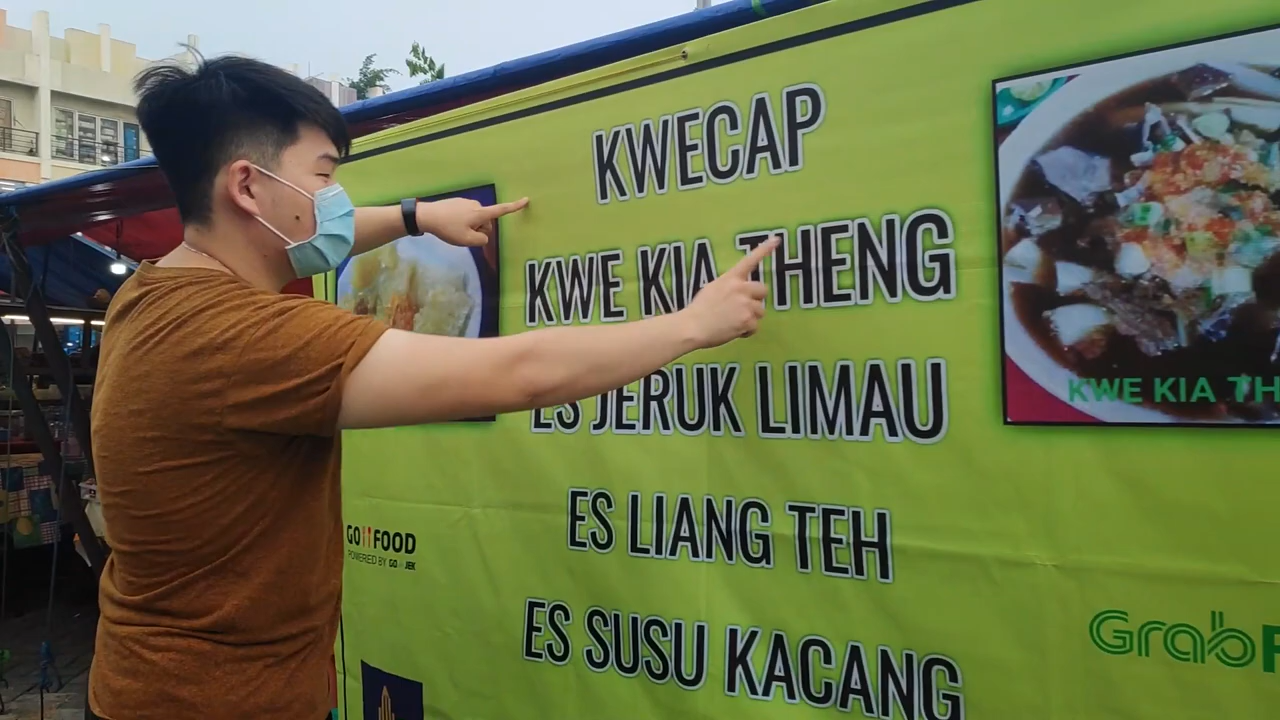 KWECAP
KWE KIA THENG
ES JERUK LIMAU
ES LIANG TEH
ES SUSU KACANG
KWE KIA TH
GO FOOD
POWERED BY GO JEK
Grab